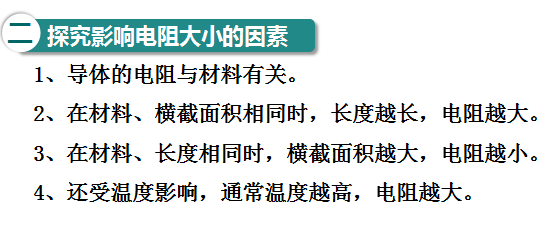 二 探究影响电阻大小的因素
1、导体的电阻与材料有关。
2、在材料、横截面积相同时，长度越长，电阻越大。
3、在材料、长度相同时，横截面积越大，电阻越小。
4、还受温度影响，通常温度越高，电阻越大。